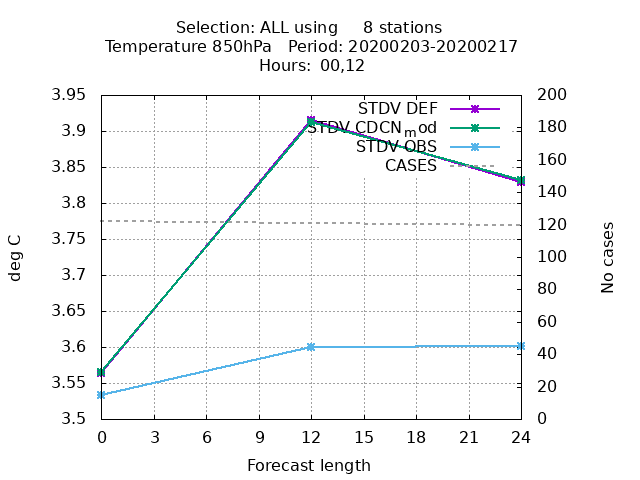 Selection: ALL using     8 stations
Temperature 850hPa   Period: 20200203-20200217
Hours:  00,12
3.95
3.9
3.85
3.8
3.75
3.7
3.65
3.6
3.55
3.5
deg C
STDV DEF
STDV CDCNmod
STDV OBS
CASES
200
180
160
140
120
100
80
60
40
20
0
No cases
0 3 6 9 12 15 18 21 24
Forecast length